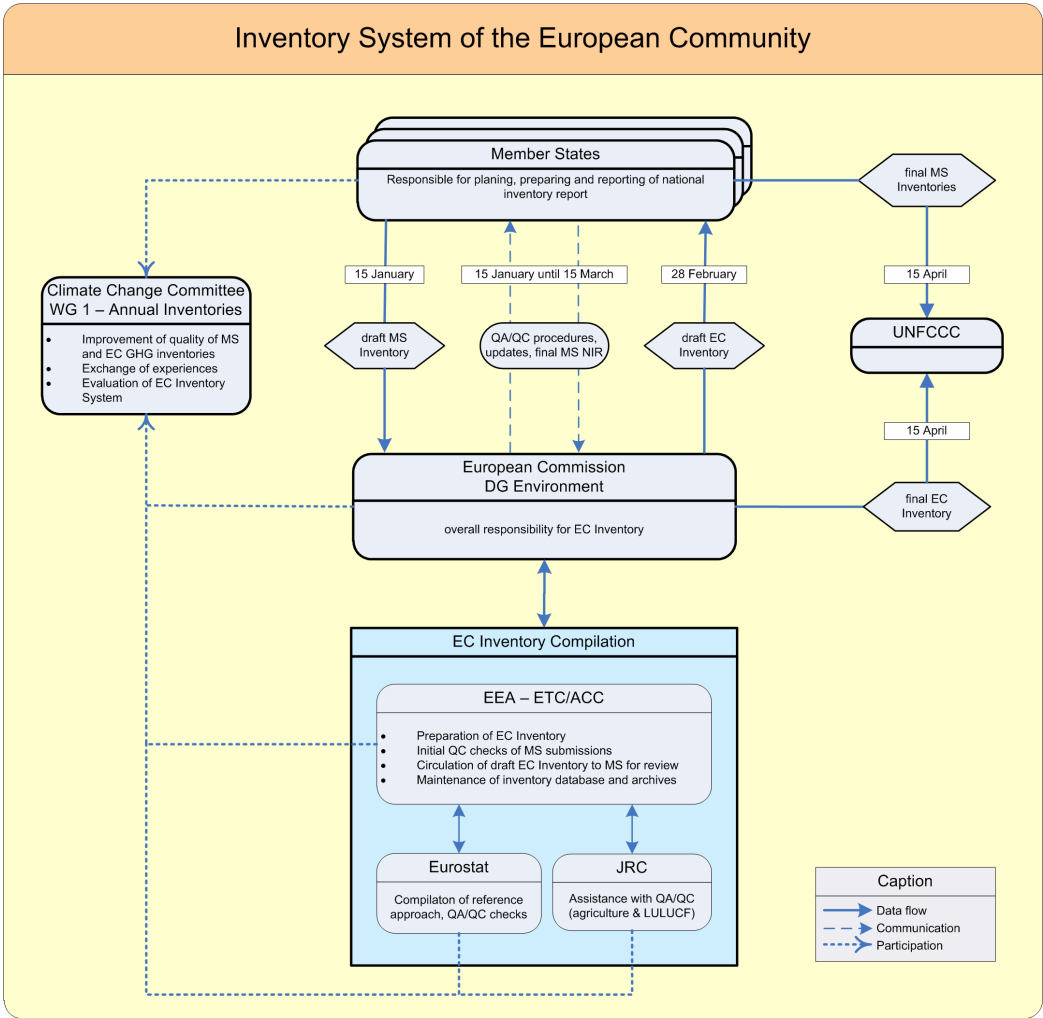 Inventory System of the European Community
Member States
Responsible for planing, preparing and reporting of national
inventory report
final MS
Inventories
15 January
15 January until 15 March
28 February
15 April
Climate Change Committee
WG 1 – Annual Inventories
• Improvement of quality of MS
and EC GHG inventories
• Exchange of experiences
• Evaluation of EC Inventory
System
draft MS
Inventory
QA/QC procedures,
updates, final MS NIR
draft EC
Inventory
UNFCCC
15 April
European Commission
DG Environment
overall responsibility for EC Inventory
final EC
Inventory
EC Inventory Compilation
EEA – ETC/ACC
• Preparation of EC Inventory
• Initial QC checks of MS submissions
• Circulation of draft EC Inventory to MS for review
• Maintenance of inventory database and archives
Eurostat
Compilaton of reference
approach, QA/QC checks
JRC
Assistance with QA/QC
(agriculture & LULUCF)
Caption
Data flow
Communication
Participation